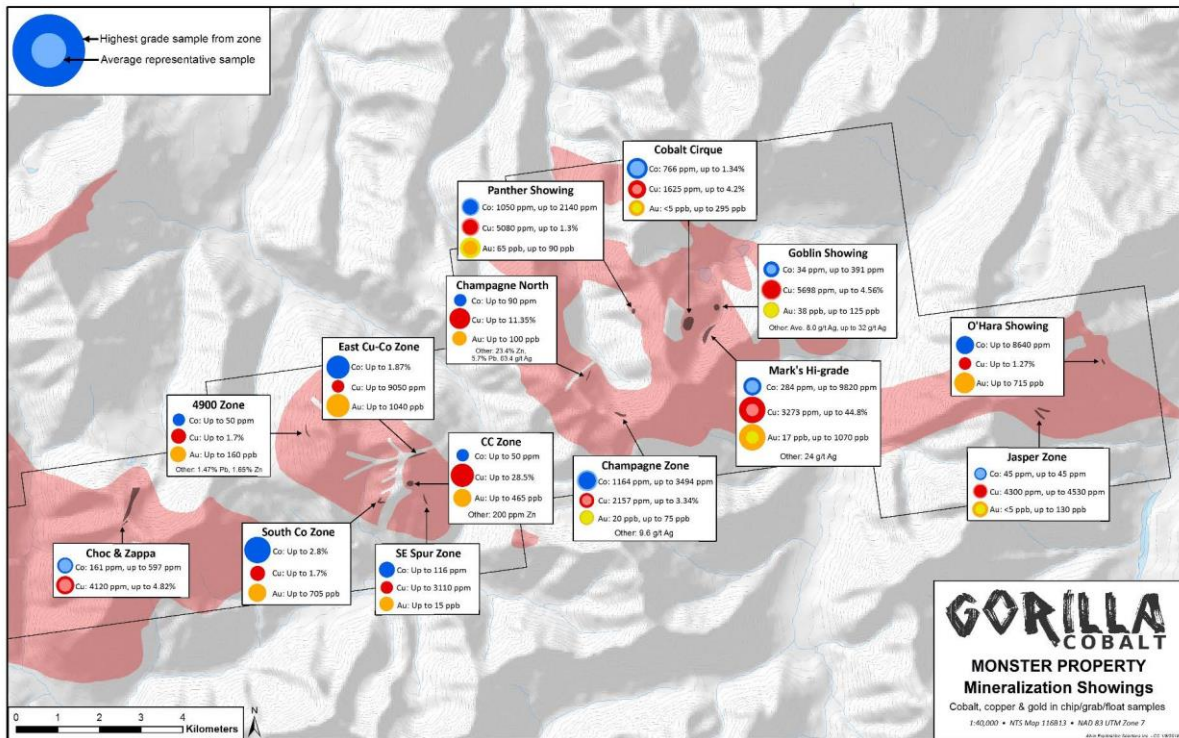 Highest grade sample from zone
Average representative sample
Cobalt Cirque
Co: 766 ppm, up to 1.34%
Cu: 1625 ppm, up to 4.2%
Au: <5 ppb, up to 295 ppb
Panther Showing
Co: 1050 ppm, up to 2140 ppm
Cu: 5080 ppm, up to 1.3%
Au: 65 ppb, up to 90 ppb
Goblin Showing
Co: 34 ppm, up to 391 ppm
Cu: 5698 ppm, up to 4.56%
Au: 38 ppb, up to 125 ppb
Other: Ave. 8.0 g/t Ag, up to 32 g/t Ag
Champagne North
Co: Up to 90 ppm
Cu: Up to 11.35%
Au: Up to 100 ppb
Other: 23.4% Zn,
5.7% Pb, 63.4 g/t Ag
O'Hara Showing
Co: Up to 8640 ppm
Cu: Up to 1.27%
Au: Up to 715 ppb
East Cu-Co Zone
Co: Up to 1.87%
Cu: Up to 9050 ppm
Au: Up to 1040 ppb
Mark's Hi-grade
Co: 284 ppm, up to 9820 ppm
Cu: 3273 ppm, up to 44.8%
Au: 17 ppb, up to 1070 ppb
Other: 24 g/t Ag
4900 Zone
Co: Up to 50 ppm
Cu: Up to 1.7%
Au: Up to 160 ppb
Other: 1.47% Pb, 1.65% Zn
CC Zone
Co: Up to 50 ppm
Cu: Up to 28.5%
Au: Up to 465 ppb
Other: 200 ppm Zn
Champagne Zone
Co: 1164 ppm, up to 3494 ppm
Cu: 2157 ppm, up to 3.34%
Au: 20 ppb, up to 75 ppb
Other: 9.6 g/t Ag
Jasper Zone
Co: 45 ppm, up to 45 ppm
Cu: 4300 ppm, up to 4530 ppm
Au: <5 ppb, up to 130 ppb
Choc & Zappa
Co: 161 ppm, up to 597 ppm
Cu: 4120 ppm, up to 4.82%
South Co Zone
Co: Up to 2.8%
Cu: Up to 1.7%
Au: Up to 705 ppb
SE Spur Zone
Co: Up to 116 ppm
Cu: Up to 3110 ppm
Au: Up to 15 ppb
GORILLA
COBALT
MONSTER PROPERTY
Mineralization Showings
Cobalt, copper & gold in chip/grab/float samples
1:40,000 • NTS Map 116B13 • NAD 83 UTM Zone 7
0 1 2 3 4
Kilometers
N